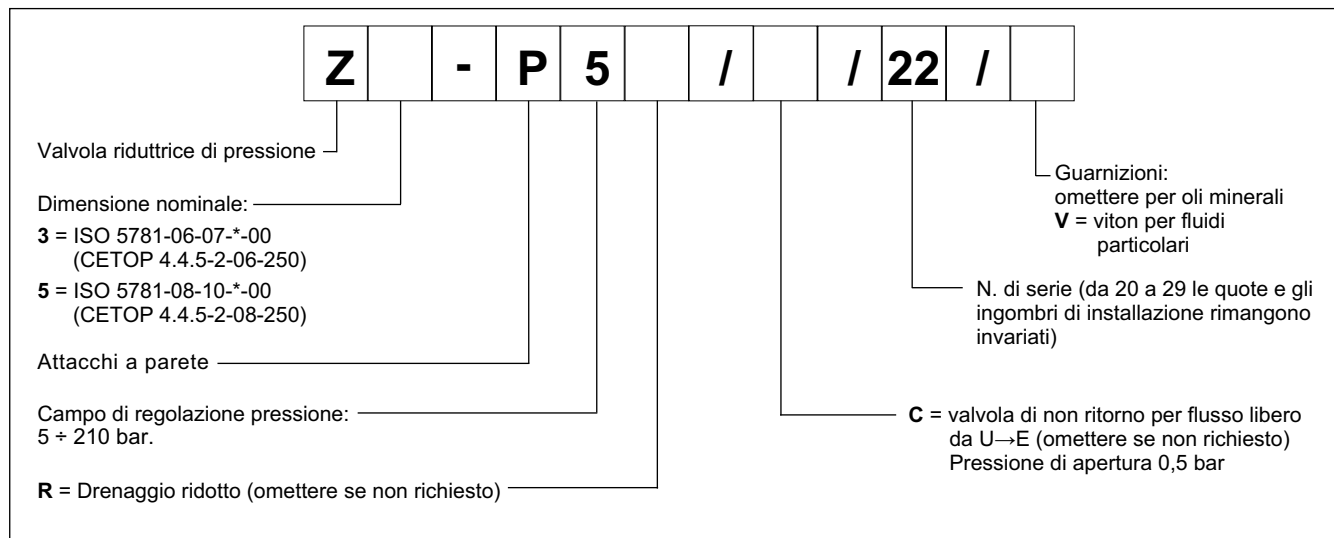 Z - P 5 / / 22 /
Valvola riduttrice di pressione
Dimensione nominale:
3 = ISO 5781-06-07-*-00
(CETOP 4.4.5-2-06-250)
5 = ISO 5781-08-10-*-00
(CETOP 4.4.5-2-08-250)
Attacchi a parete
Campo di regolazione pressione:
5 ÷ 210 bar.
R = Drenaggio ridotto (omettere se non richiesto)
Guarnizioni:
omettere per oli minerali
V = viton per fluidi
particolari
N. di serie (da 20 a 29 le quote e gli
ingombri di installazione rimangono
invariati)
C = valvola di non ritorno per flusso libero
da U→E (omettere se non richiesto)
Pressione di apertura 0,5 bar